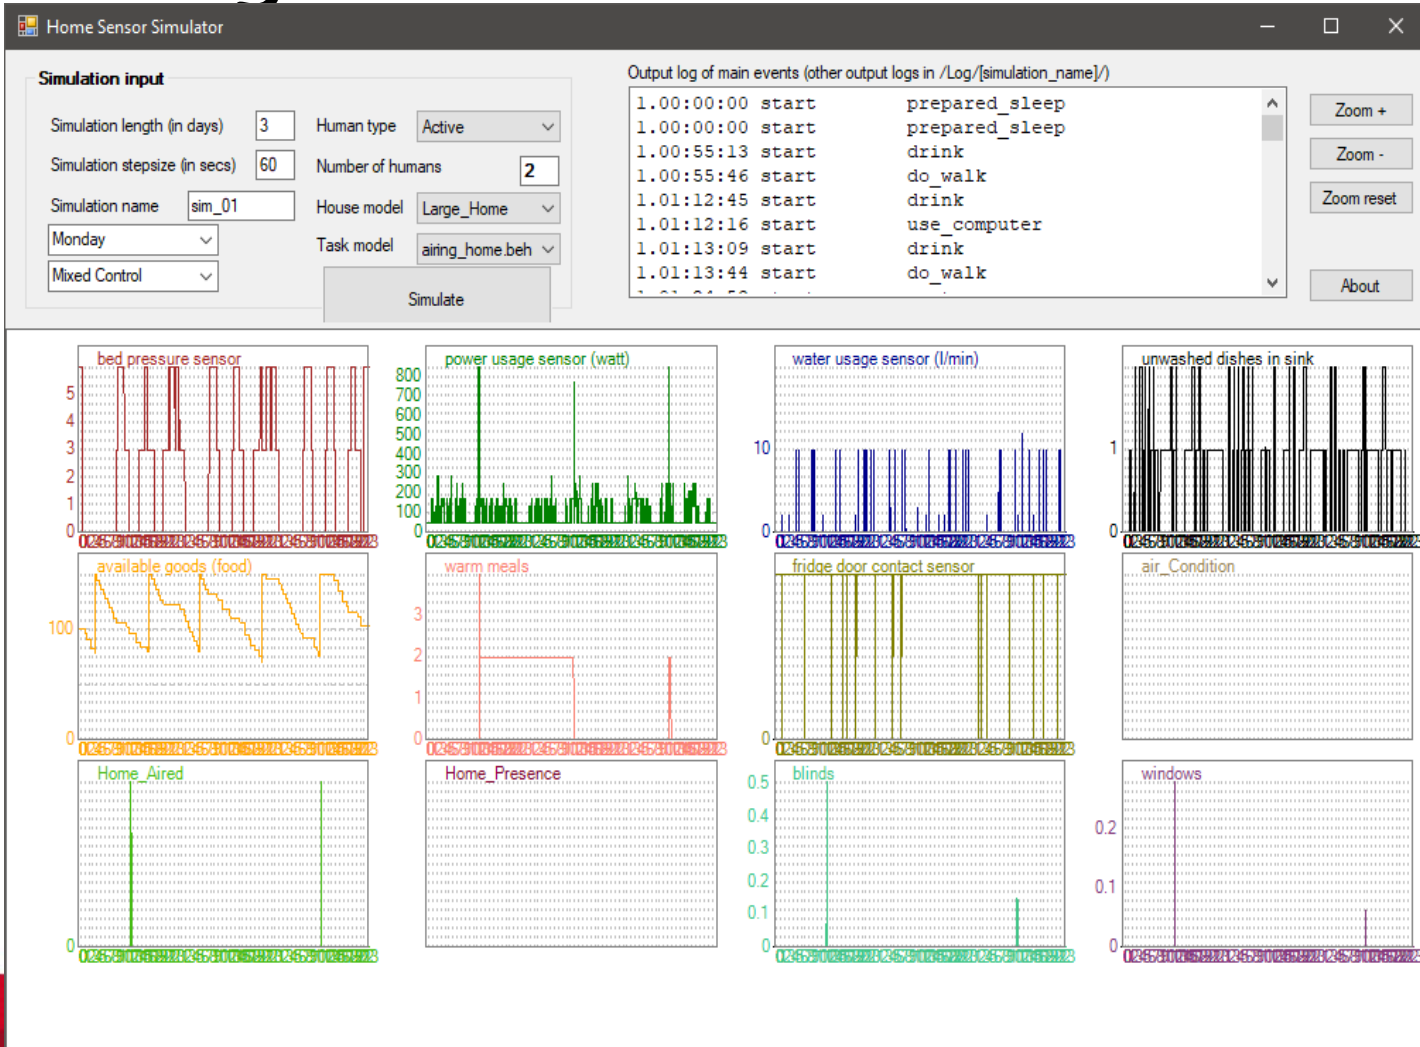 Home Sensor Simulator
Simulation input
Simulation length (in days) 3 Human type Active
Simulation stepsize (in secs) 60 Number of humans 2
Simulation name sim_01 House model Large_Home
Monday Task model airing_home.beh
Mixed Control
Simulate
Output log of main events (other output logs in /Log/[simulation_name]/)
1.00:00:00 start prepared_sleep
1.00:00:00 start prepared_sleep
1.00:55:13 start drink
1.00:55:46 start do_walk
1.01:12:45 start drink
1.01:12:16 start use_computer
1.01:13:09 start drink
1.01:13:44 start do_walk
Zoom +
Zoom -
Zoom reset
About
bed pressure sensor
5
4
3
2
1
0
power usage sensor (watt)
800
700
600
500
400
300
200
100
0
water usage sensor (l/min)
10
0
unwashed dishes in sink
1
0
available goods (food)
100
0
warm meals
3
2
1
0
fridge door contact sensor
0
air_Condition
Home_Aired
0
Home_Presence
blinds
0.5
0.4
0.3
0.2
0.1
0
windows
0.2
0.1
0